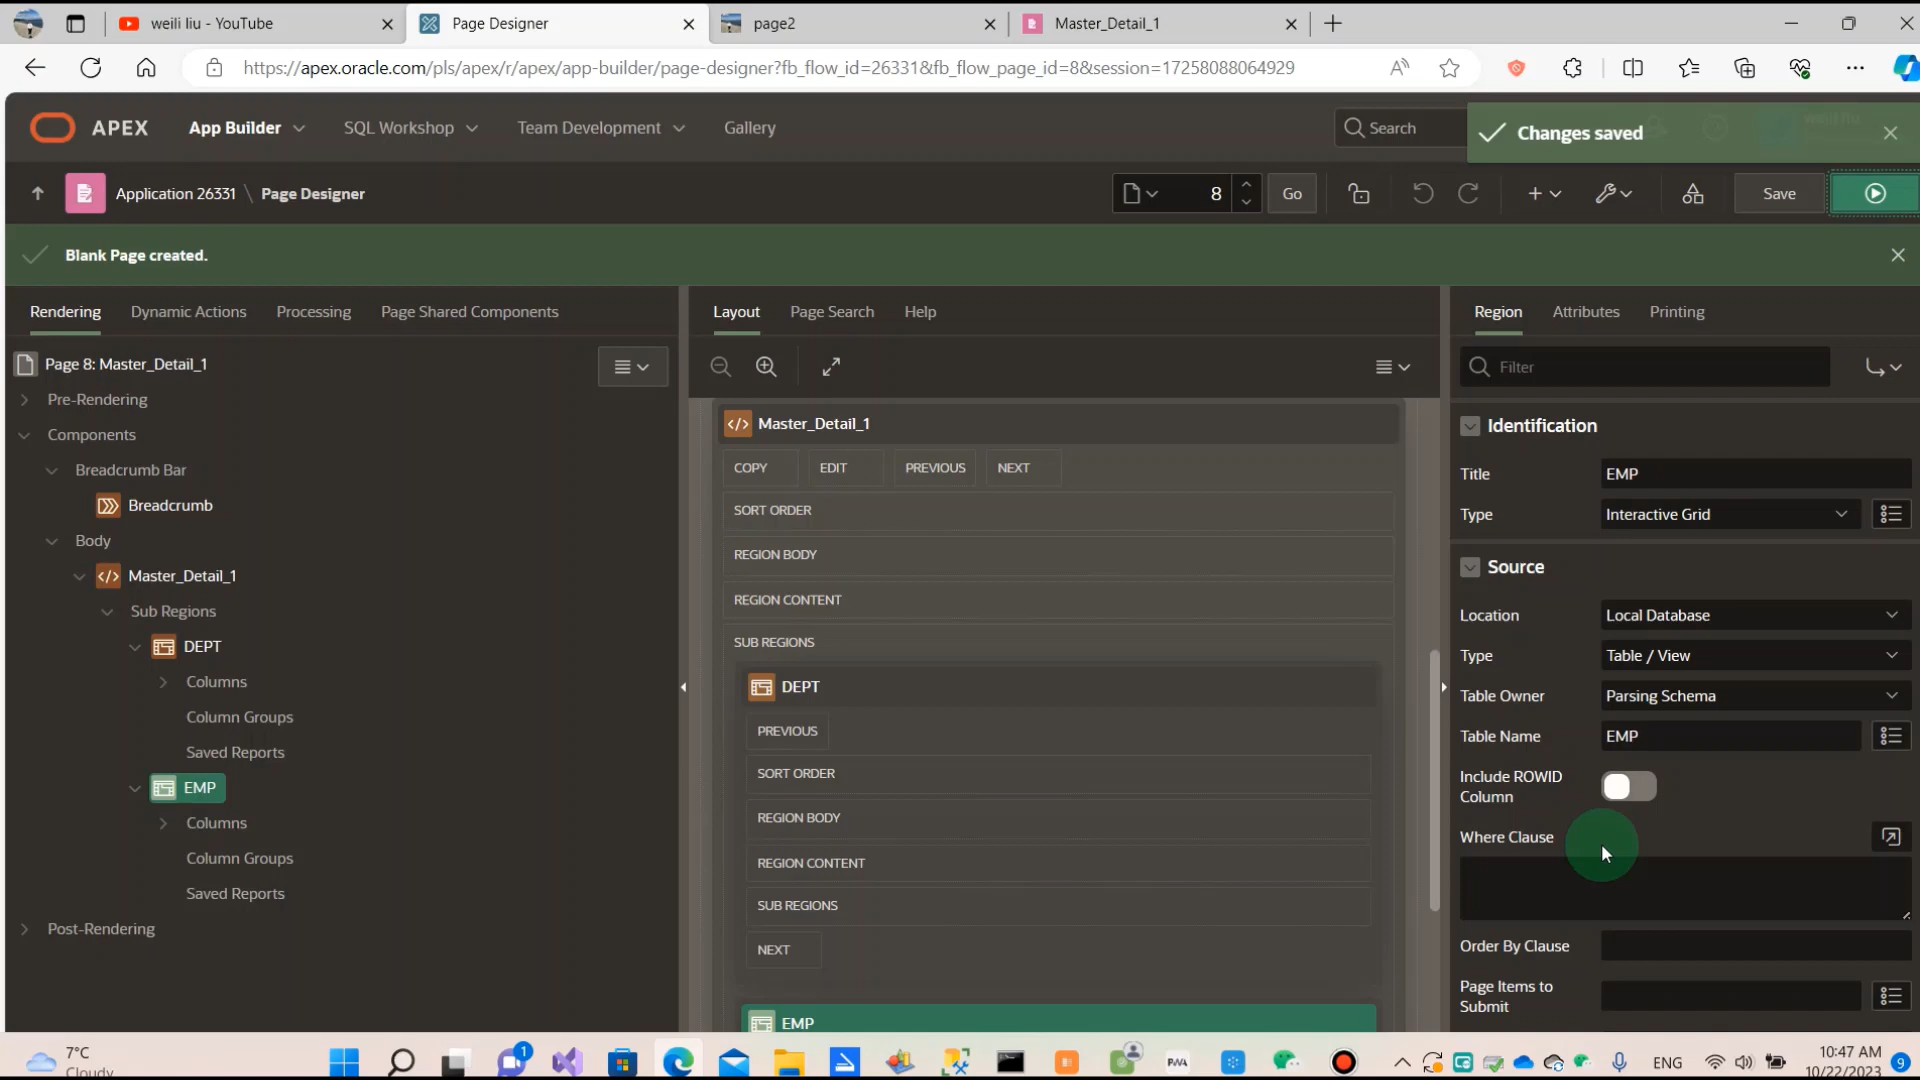 weili liu - YouTube
Page Designer
page2
Master_Detail_1
https://apex.oracle.com/pls/apex/r/apex/app-builder/page-designer?fb_flow_id=26331&fb_flow_page_id=8&session=17258088064929
APEX
App Builder
SQL Workshop
Team Development
Gallery
Search
Changes saved
Application 26331 \ Page Designer
8
Go
Save
Blank Page created.
Rendering
Dynamic Actions
Processing
Page Shared Components
Layout
Page Search
Help
Region
Attributes
Printing
Page 8: Master_Detail_1
Pre-Rendering
Components
Breadcrumb Bar
Breadcrumb
Body
Master_Detail_1
Sub Regions
DEPT
Columns
Column Groups
Saved Reports
EMP
Columns
Column Groups
Saved Reports
Post-Rendering
Master_Detail_1
COPY
EDIT
PREVIOUS
NEXT
SORT ORDER
REGION BODY
REGION CONTENT
SUB REGIONS
DEPT
PREVIOUS
SORT ORDER
REGION BODY
REGION CONTENT
SUB REGIONS
NEXT
EMP
Filter
Identification
Title
EMP
Type
Interactive Grid
Source
Location
Local Database
Type
Table / View
Table Owner
Parsing Schema
Table Name
EMP
Include ROWID
Column
Where Clause
Order By Clause
Page Items to
Submit
7°C
Cloudy
1
PWA
ENG
10:47 AM
10/22/2023
9